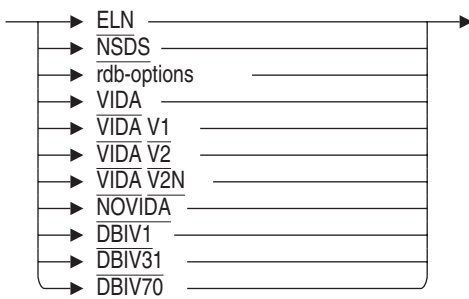 ELN
NSDS
rdb-options
VIDA
VIDA V1
VIDA V2
VIDA V2N
NOVIDA
DBIV1
DBIV31
DBIV70